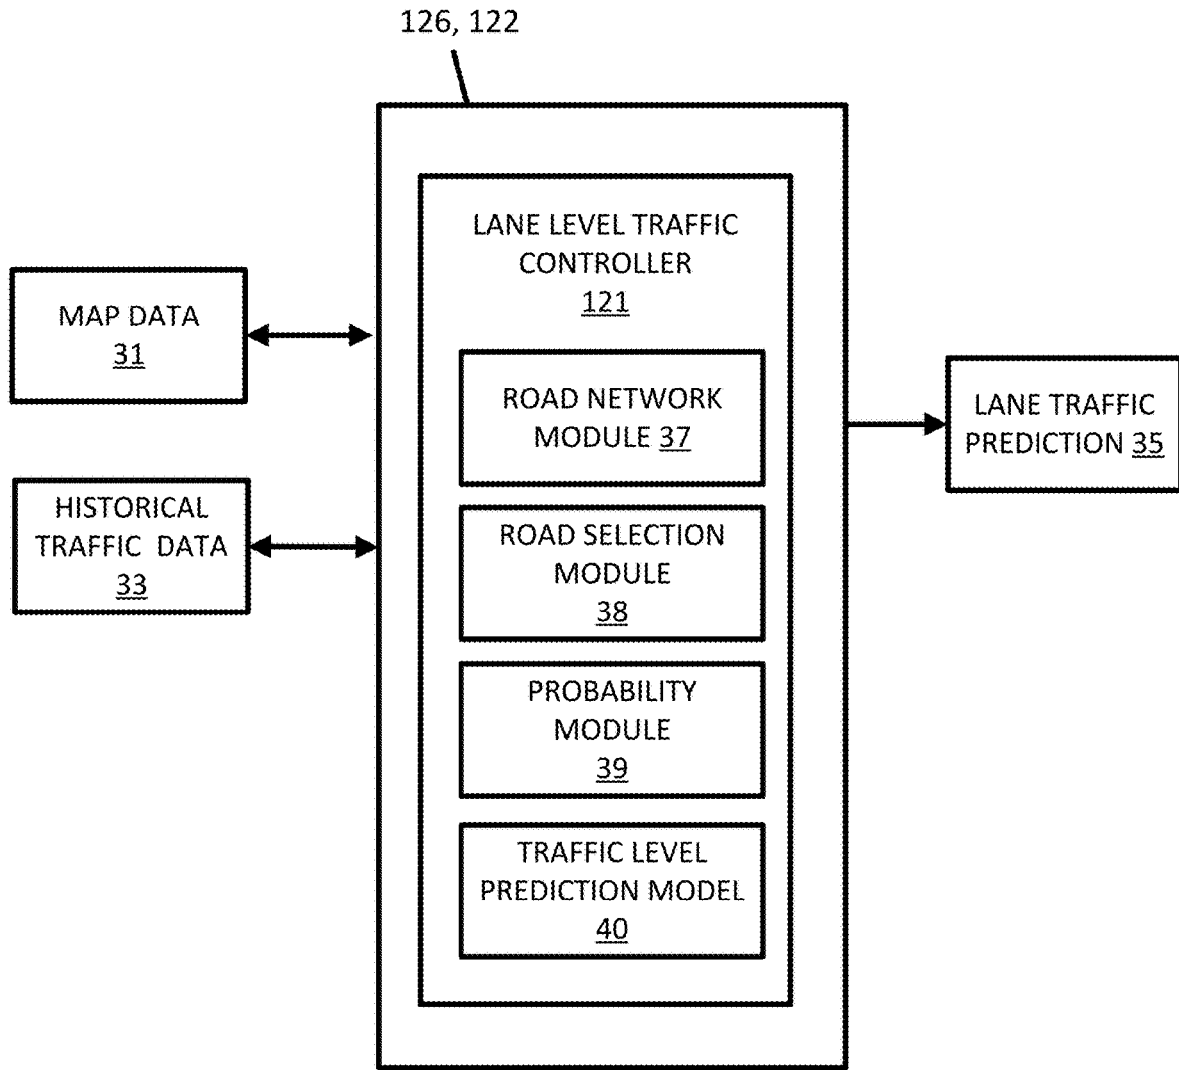 126, 122
MAP DATA
31
HISTORICAL
TRAFFIC DATA
33
LANE LEVEL TRAFFIC
CONTROLLER
121
ROAD NETWORK
MODULE 37
ROAD SELECTION
MODULE
38
PROBABILITY
MODULE
39
TRAFFIC LEVEL
PREDICTION MODEL
40
LANE TRAFFIC
PREDICTION 35